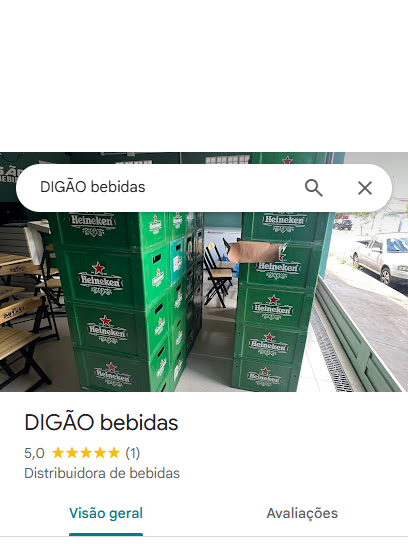 DIGÃO bebidas
Heineken
Heineken
Heineken
Heineken
Heineken
Heineken
Heineken
Heineken
Heineken
DIGÃO bebidas
5,0 (1)
Distribuidora de bebidas
Visão geral
Avaliações